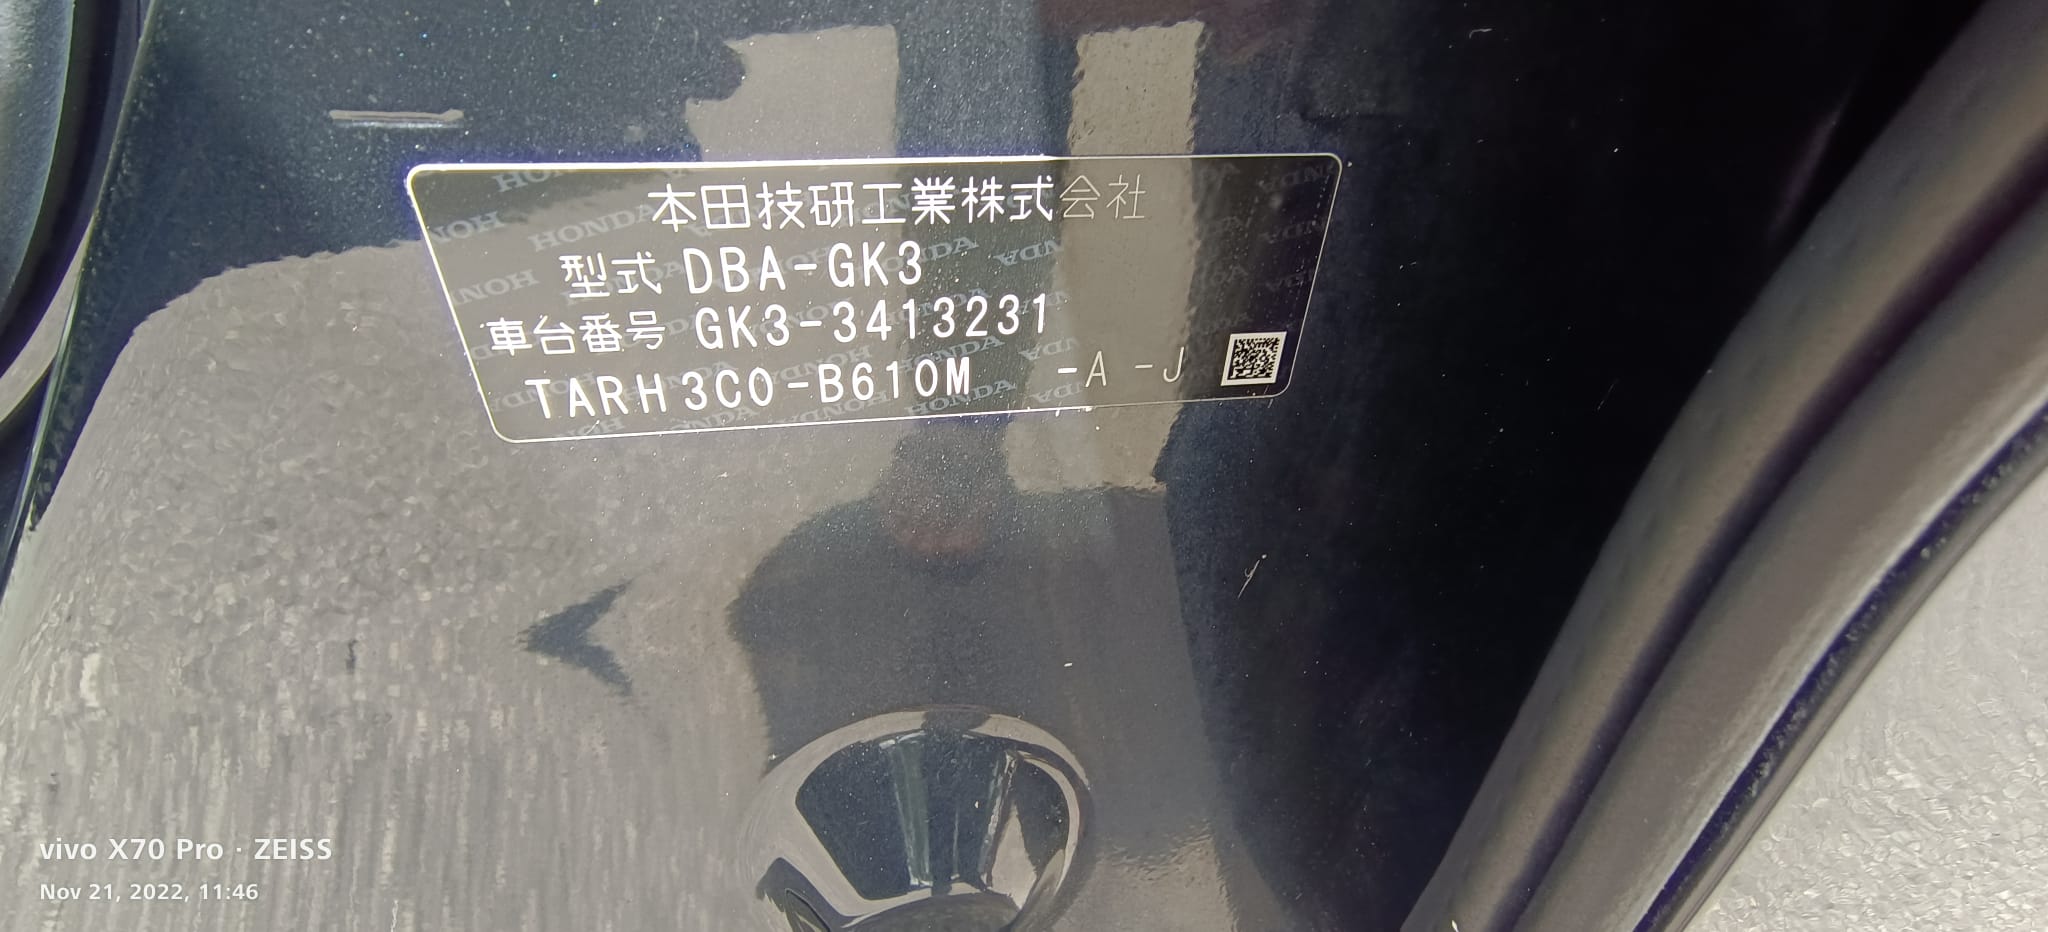 本田技研工業株式会社
型式 DBA-GK3
車台番号 GK3-3413231
TARH3C0-B610M -A -J
vivo X70 Pro · ZEISS
Nov 21, 2022, 11:46